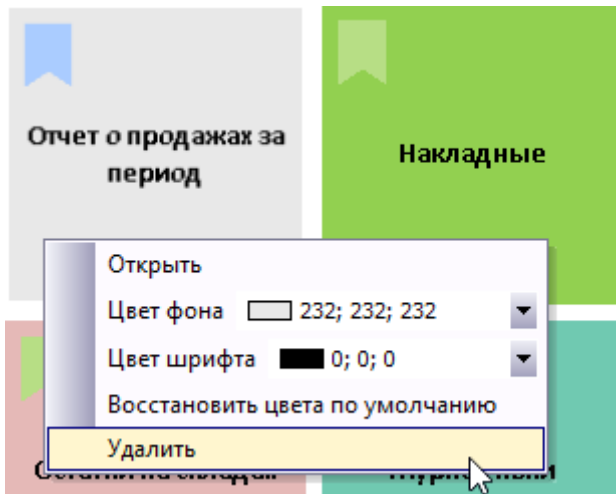 Отчет о продажах за
период
Накладные
Открыть
Цвет фона 232; 232; 232
Цвет шрифта 0; 0; 0
Восстановить цвета по умолчанию
Удалить